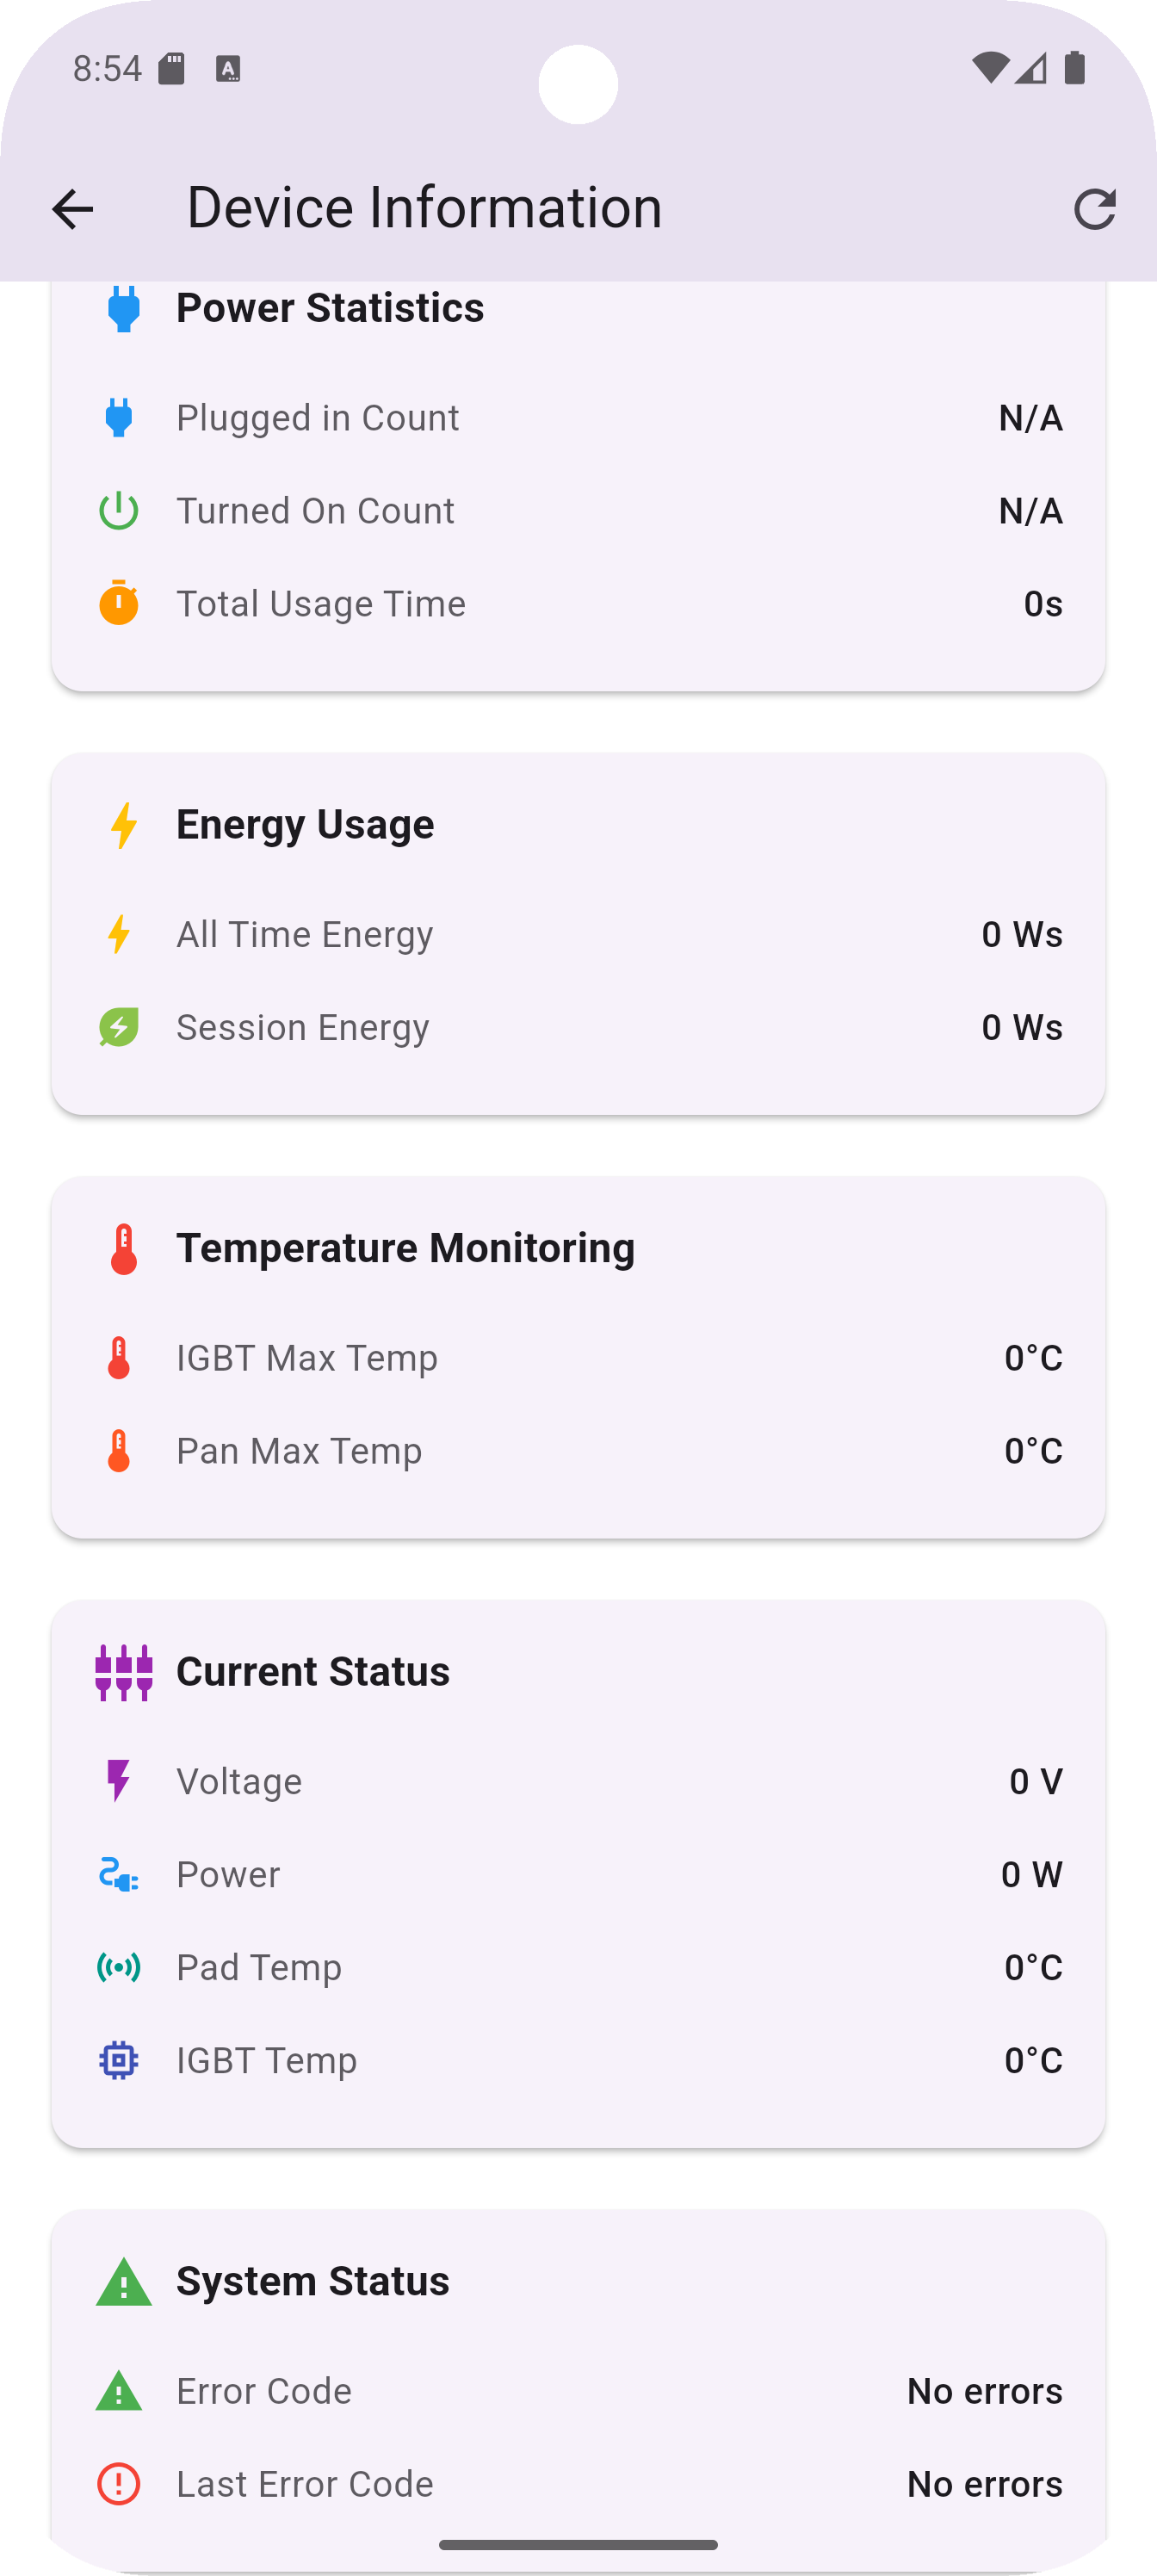 8:54
Device Information
Power Statistics
Plugged in Count N/A
Turned On Count N/A
Total Usage Time 0s
Energy Usage
All Time Energy 0 Ws
Session Energy 0 Ws
Temperature Monitoring
IGBT Max Temp 0°C
Pan Max Temp 0°C
Current Status
Voltage 0 V
Power 0 W
Pad Temp 0°C
IGBT Temp 0°C
System Status
Error Code No errors
Last Error Code No errors